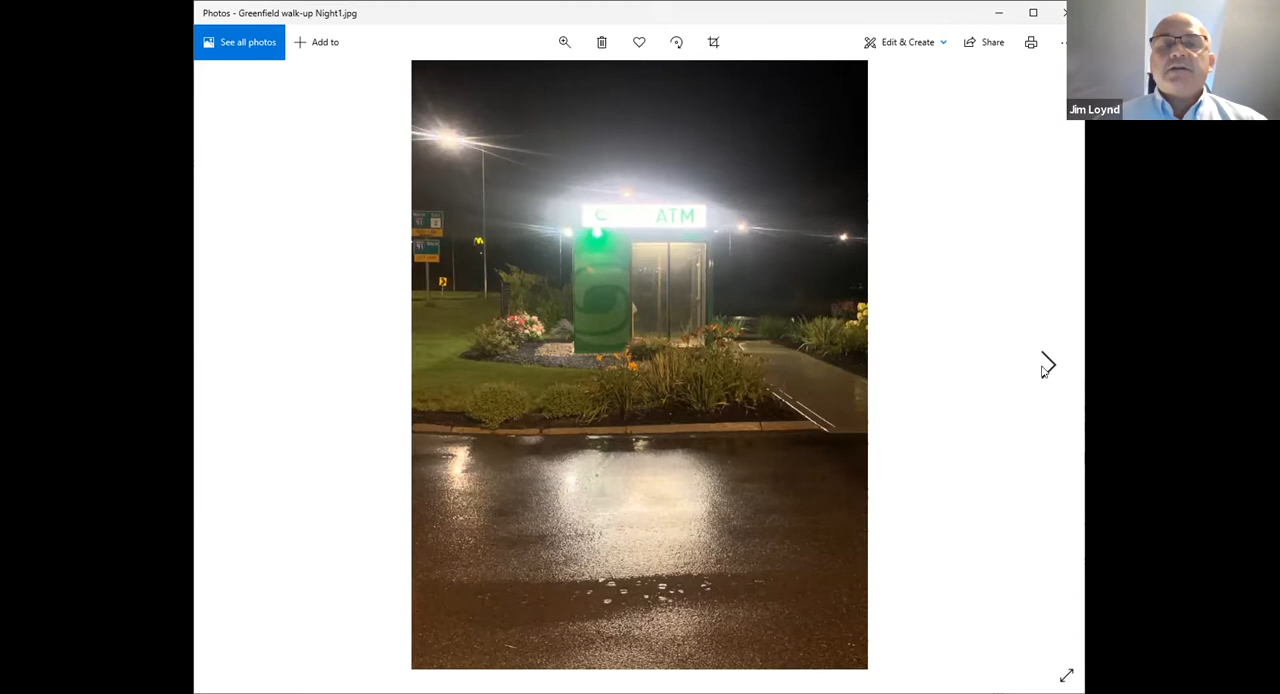 Photos - Greenfield walk-up Night1.jpg
See all photos
Add to
Edit & Create
Share
Jim Loynd
ATM